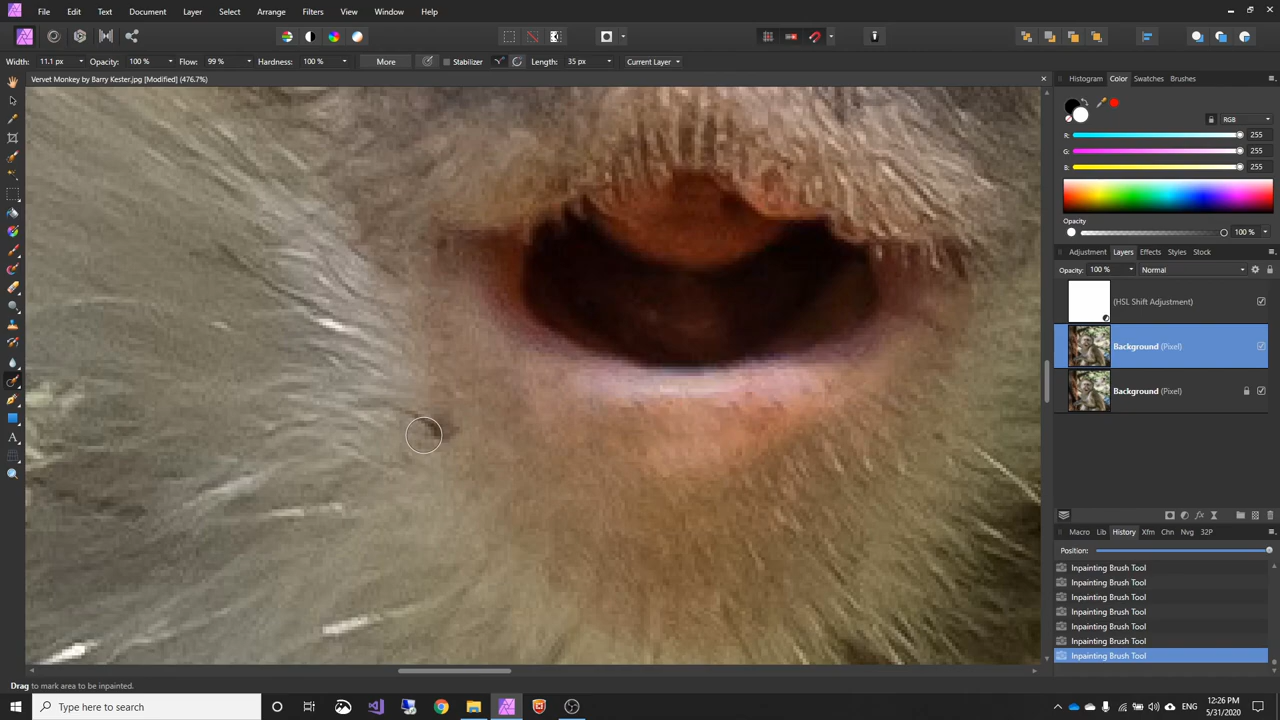 File Edit Text Document Layer Select Arrange Filters View Window Help
Width: 11.1 px Opacity: 100 % Flow: 99 % Hardness: 100 % More Stabilizer Length: 35 px Current Layer
Vervet Monkey by Barry Kester.jpg [Modified] (476.7%)
Histogram Color Swatches Brushes
RGB
R: 255
G: 255
B: 255
Opacity
100 %
Adjustment Layers Effects Styles Stock
Opacity: 100 % Normal
(HSL Shift Adjustment)
Background (Pixel)
Background (Pixel)
fx
Macro Lib History Xfm Chn Nvg 32P
Position:
Inpainting Brush Tool
Inpainting Brush Tool
Inpainting Brush Tool
Inpainting Brush Tool
Inpainting Brush Tool
Inpainting Brush Tool
Inpainting Brush Tool
A
Drag to mark area to be inpainted.
Type here to search
ENG
12:26 PM
5/31/2020